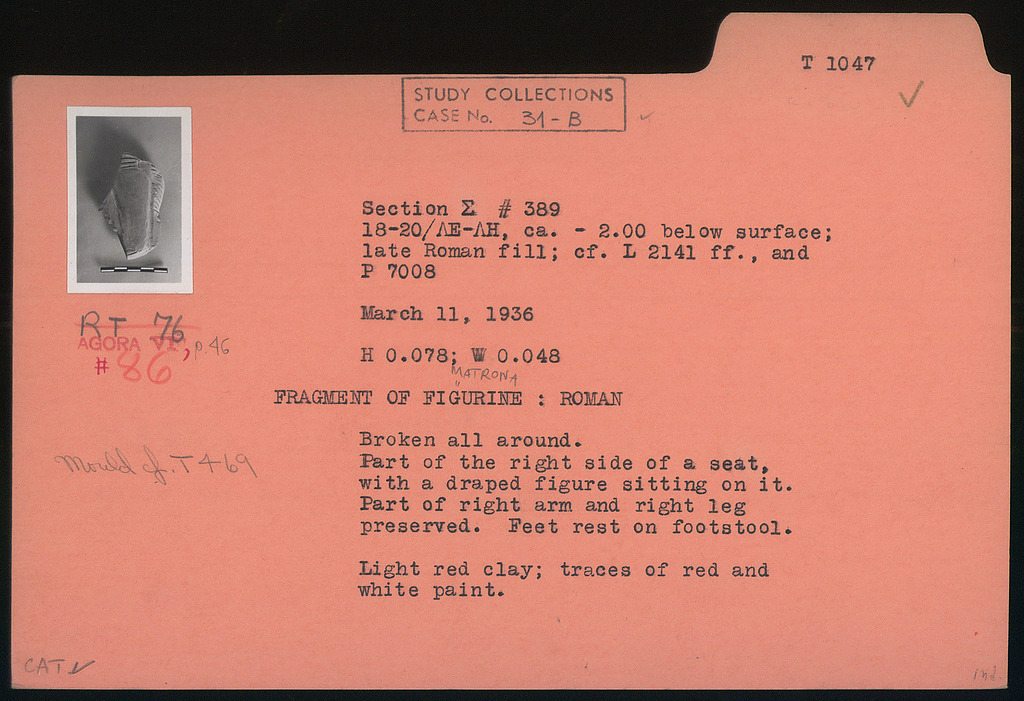 T 1047
STUDY COLLECTIONS
CASE No. 31-B
Section Σ # 389
18-20/ΛΕ-ΛΗ, ca. - 2.00 below surface;
late Roman fill; cf. L 2141 ff., and
P 7008
March 11, 1936
RT 76
AGORA VI, p.46
# 86
H 0.078; W 0.048
MATRONA
FRAGMENT OF FIGURINE : ROMAN
Broken all around.
Part of the right side of a seat,
with a draped figure sitting on it.
Part of right arm and right leg
preserved. Feet rest on footstool.
Mould cf. T 469
Light red clay; traces of red and
white paint.
CAT ✓